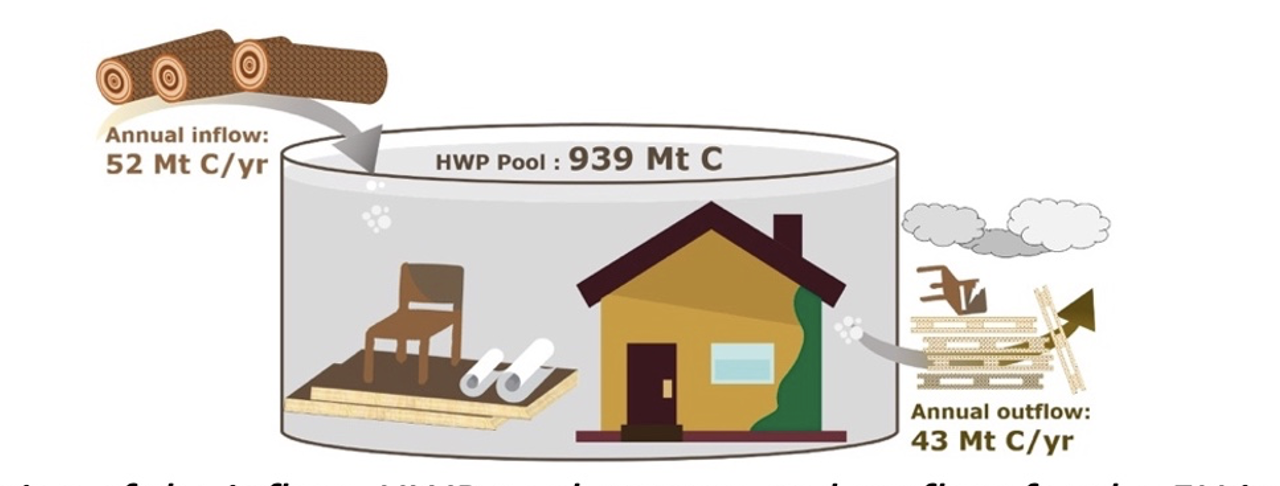 Annual inflow:
52 Mt C/yr
HWP Pool : 939 Mt C
Annual outflow:
43 Mt C/yr